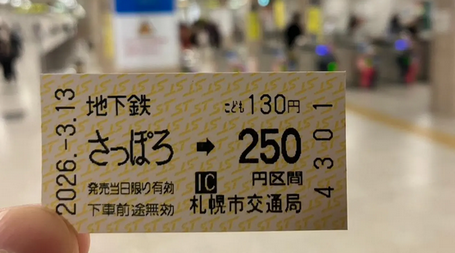 2026.-3.13
地下鉄 こども130円
さっぽろ ➡ 250
発売当日限り有効 IC 円区間
下車前途無効 札幌市交通局
4301